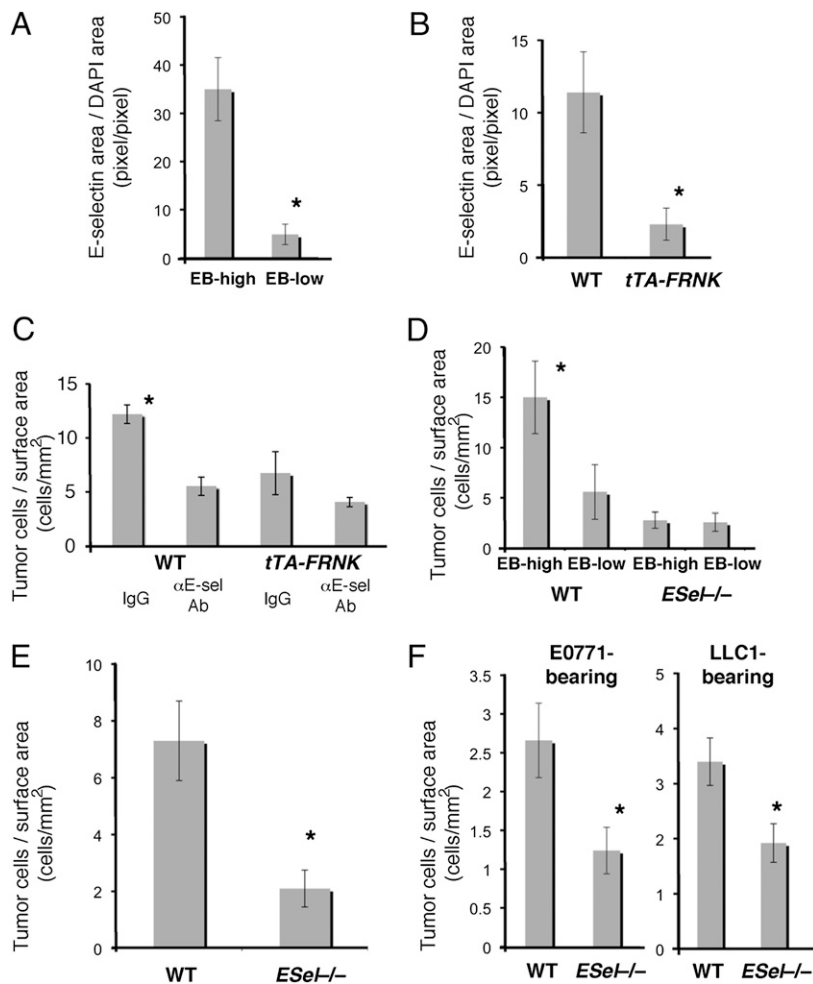 A
E-selectin area / DAPI area
(pixel/pixel)
50
40
30
20
10
0
*
EB-high EB-low
B
E-selectin area / DAPI area
(pixel/pixel)
15
10
5
0
*
WT tTA-FRNK
C
Tumor cells / surface area
(cells/mm2)
15
10
5
0
*
WT tTA-FRNK
IgG αE-sel Ab IgG αE-sel Ab
D
Tumor cells / surface area
(cells/mm2)
20
15
10
5
0
*
EB-high EB-low EB-high EB-low
WT ESel–/–
E
Tumor cells / surface area
(cells/mm2)
10
8
6
4
2
0
*
WT ESel–/–
F
Tumor cells / surface area
(cells/mm2)
E0771-
bearing
3.5
3
2.5
2
1.5
1
0.5
0
*
WT ESel–/–
LLC1-
bearing
5
4
3
2
1
0
*
WT ESel–/–